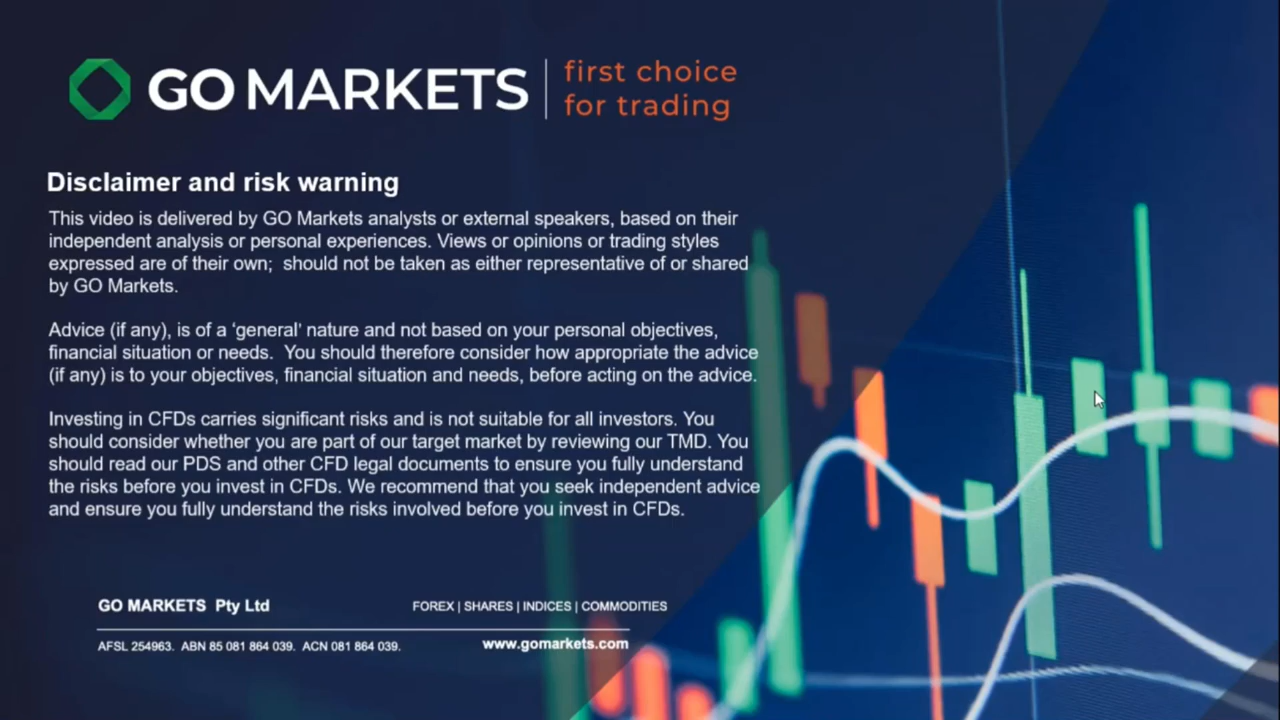 GO MARKETS
first choice
for trading
Disclaimer and risk warning
This video is delivered by GO Markets analysts or external speakers, based on their
independent analysis or personal experiences. Views or opinions or trading styles
expressed are of their own;  should not be taken as either representative of or shared
by GO Markets.
Advice (if any), is of a ‘general’ nature and not based on your personal objectives,
financial situation or needs.  You should therefore consider how appropriate the advice
(if any) is to your objectives, financial situation and needs, before acting on the advice.
Investing in CFDs carries significant risks and is not suitable for all investors. You
should consider whether you are part of our target market by reviewing our TMD. You
should read our PDS and other CFD legal documents to ensure you fully understand
the risks before you invest in CFDs. We recommend that you seek independent advice
and ensure you fully understand the risks involved before you invest in CFDs.
GO MARKETS  Pty Ltd
FOREX | SHARES | INDICES | COMMODITIES
AFSL 254963.  ABN 85 081 864 039.  ACN 081 864 039.
www.gomarkets.com